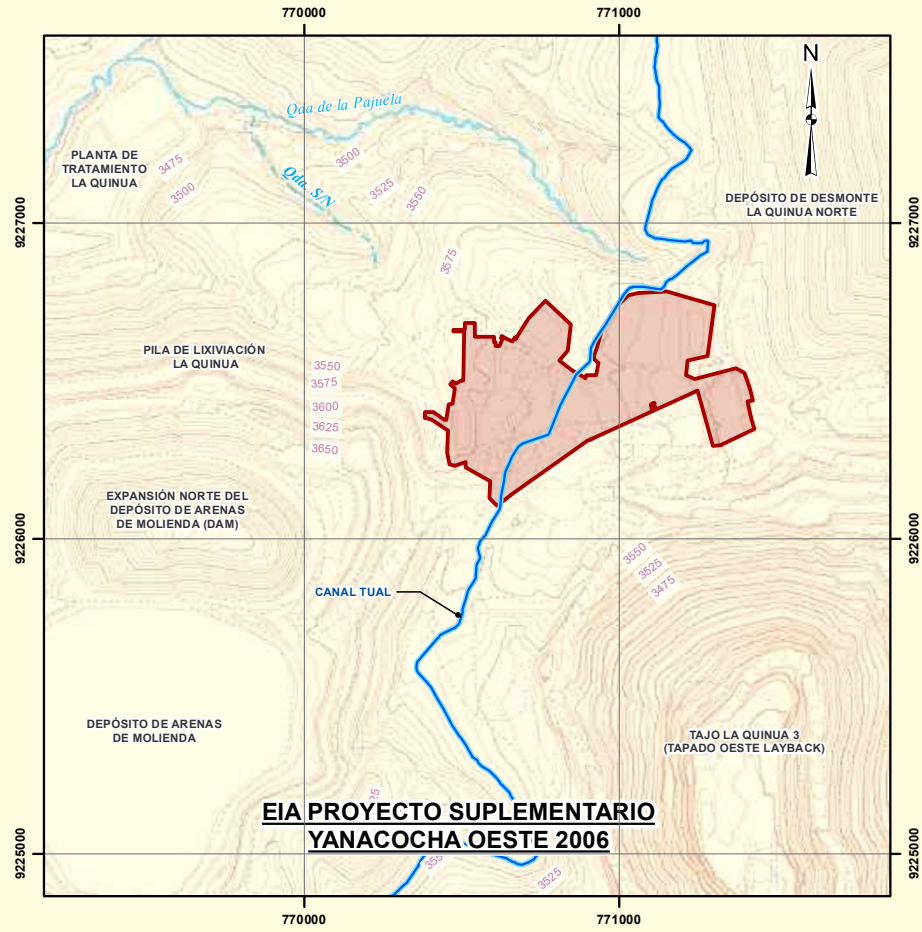 770000
771000
N
Qda de la Pajuela
PLANTA DE
TRATAMIENTO
LA QUINUA
3475
3500
Qda. S/N
3500
3525
3550
DEPÓSITO DE DESMONTE
LA QUINUA NORTE
9227000
9227000
3575
PILA DE LIXIVIACIÓN
LA QUINUA
3550
3575
3600
3625
3650
EXPANSIÓN NORTE DEL
DEPÓSITO DE ARENAS
DE MOLIENDA (DAM)
9226000
9226000
3550
3525
3475
CANAL TUAL
DEPÓSITO DE ARENAS
DE MOLIENDA
TAJO LA QUINUA 3
(TAPADO OESTE LAYBACK)
EIA PROYECTO SUPLEMENTARIO
YANACOCHA OESTE 2006
9225000
9225000
3525
770000
771000